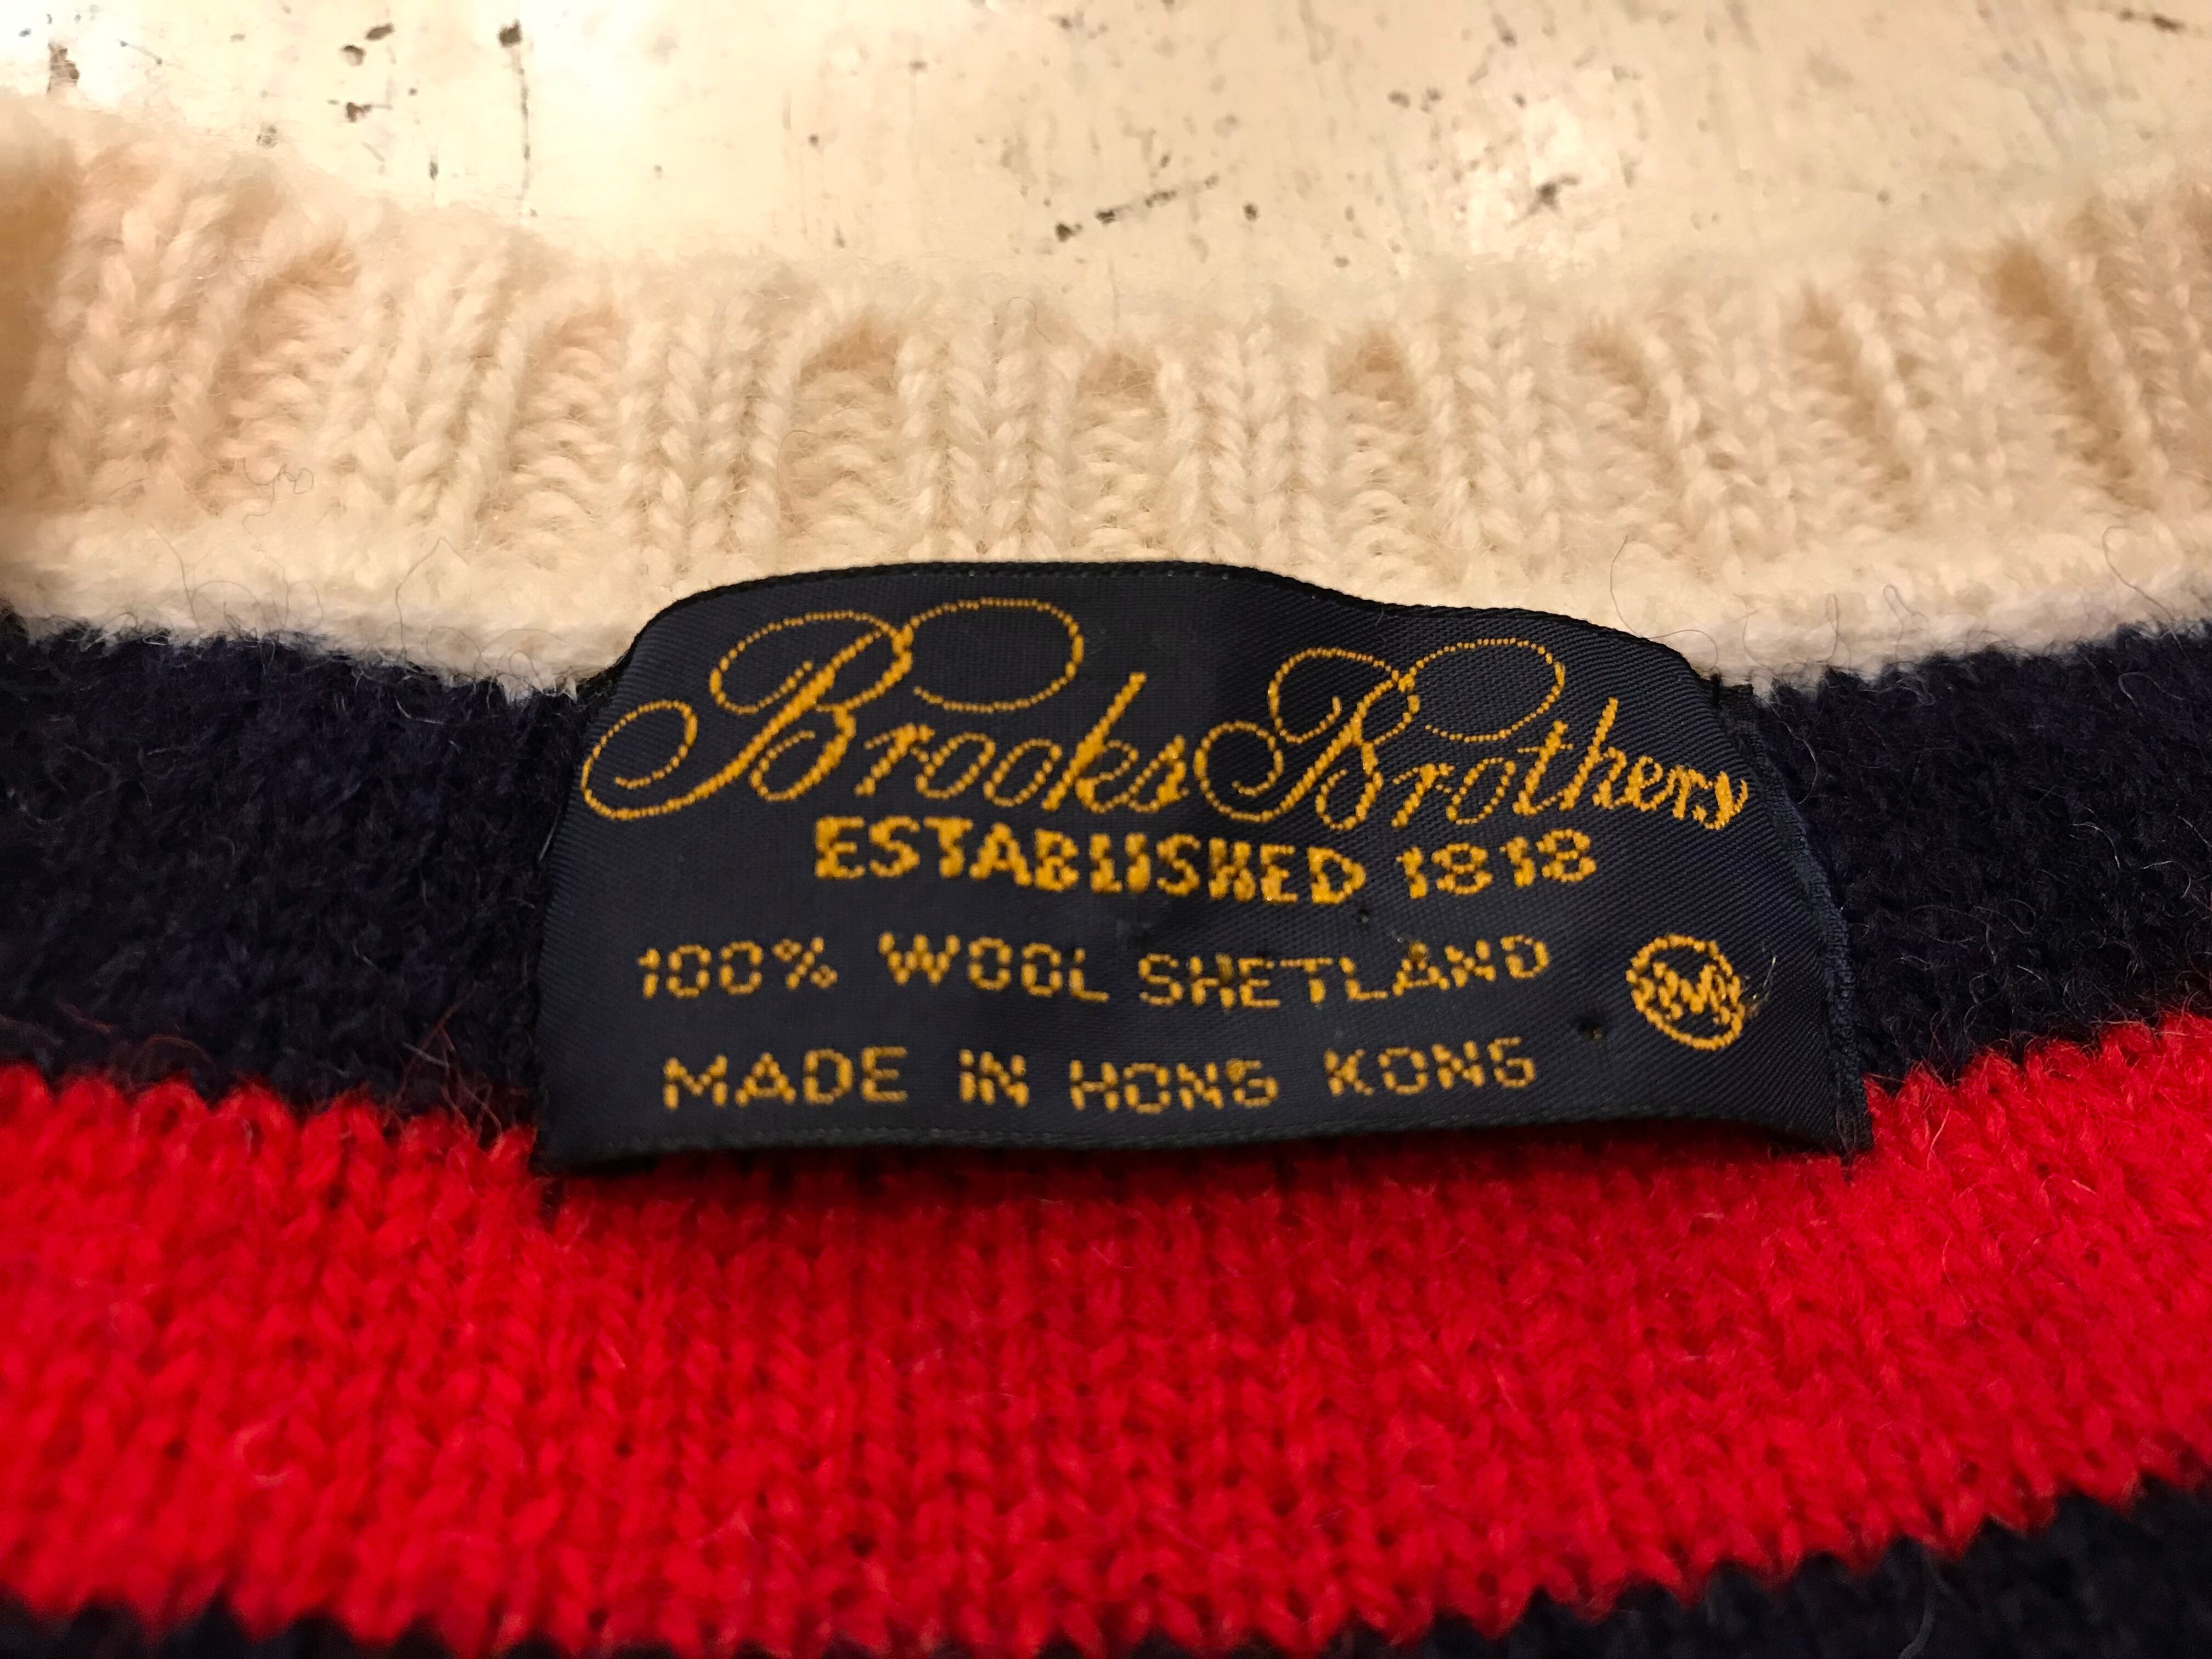 Brooks Brothers
ESTABLISHED 1818
100% WOOL SHETLAND
MADE IN HONG KONG